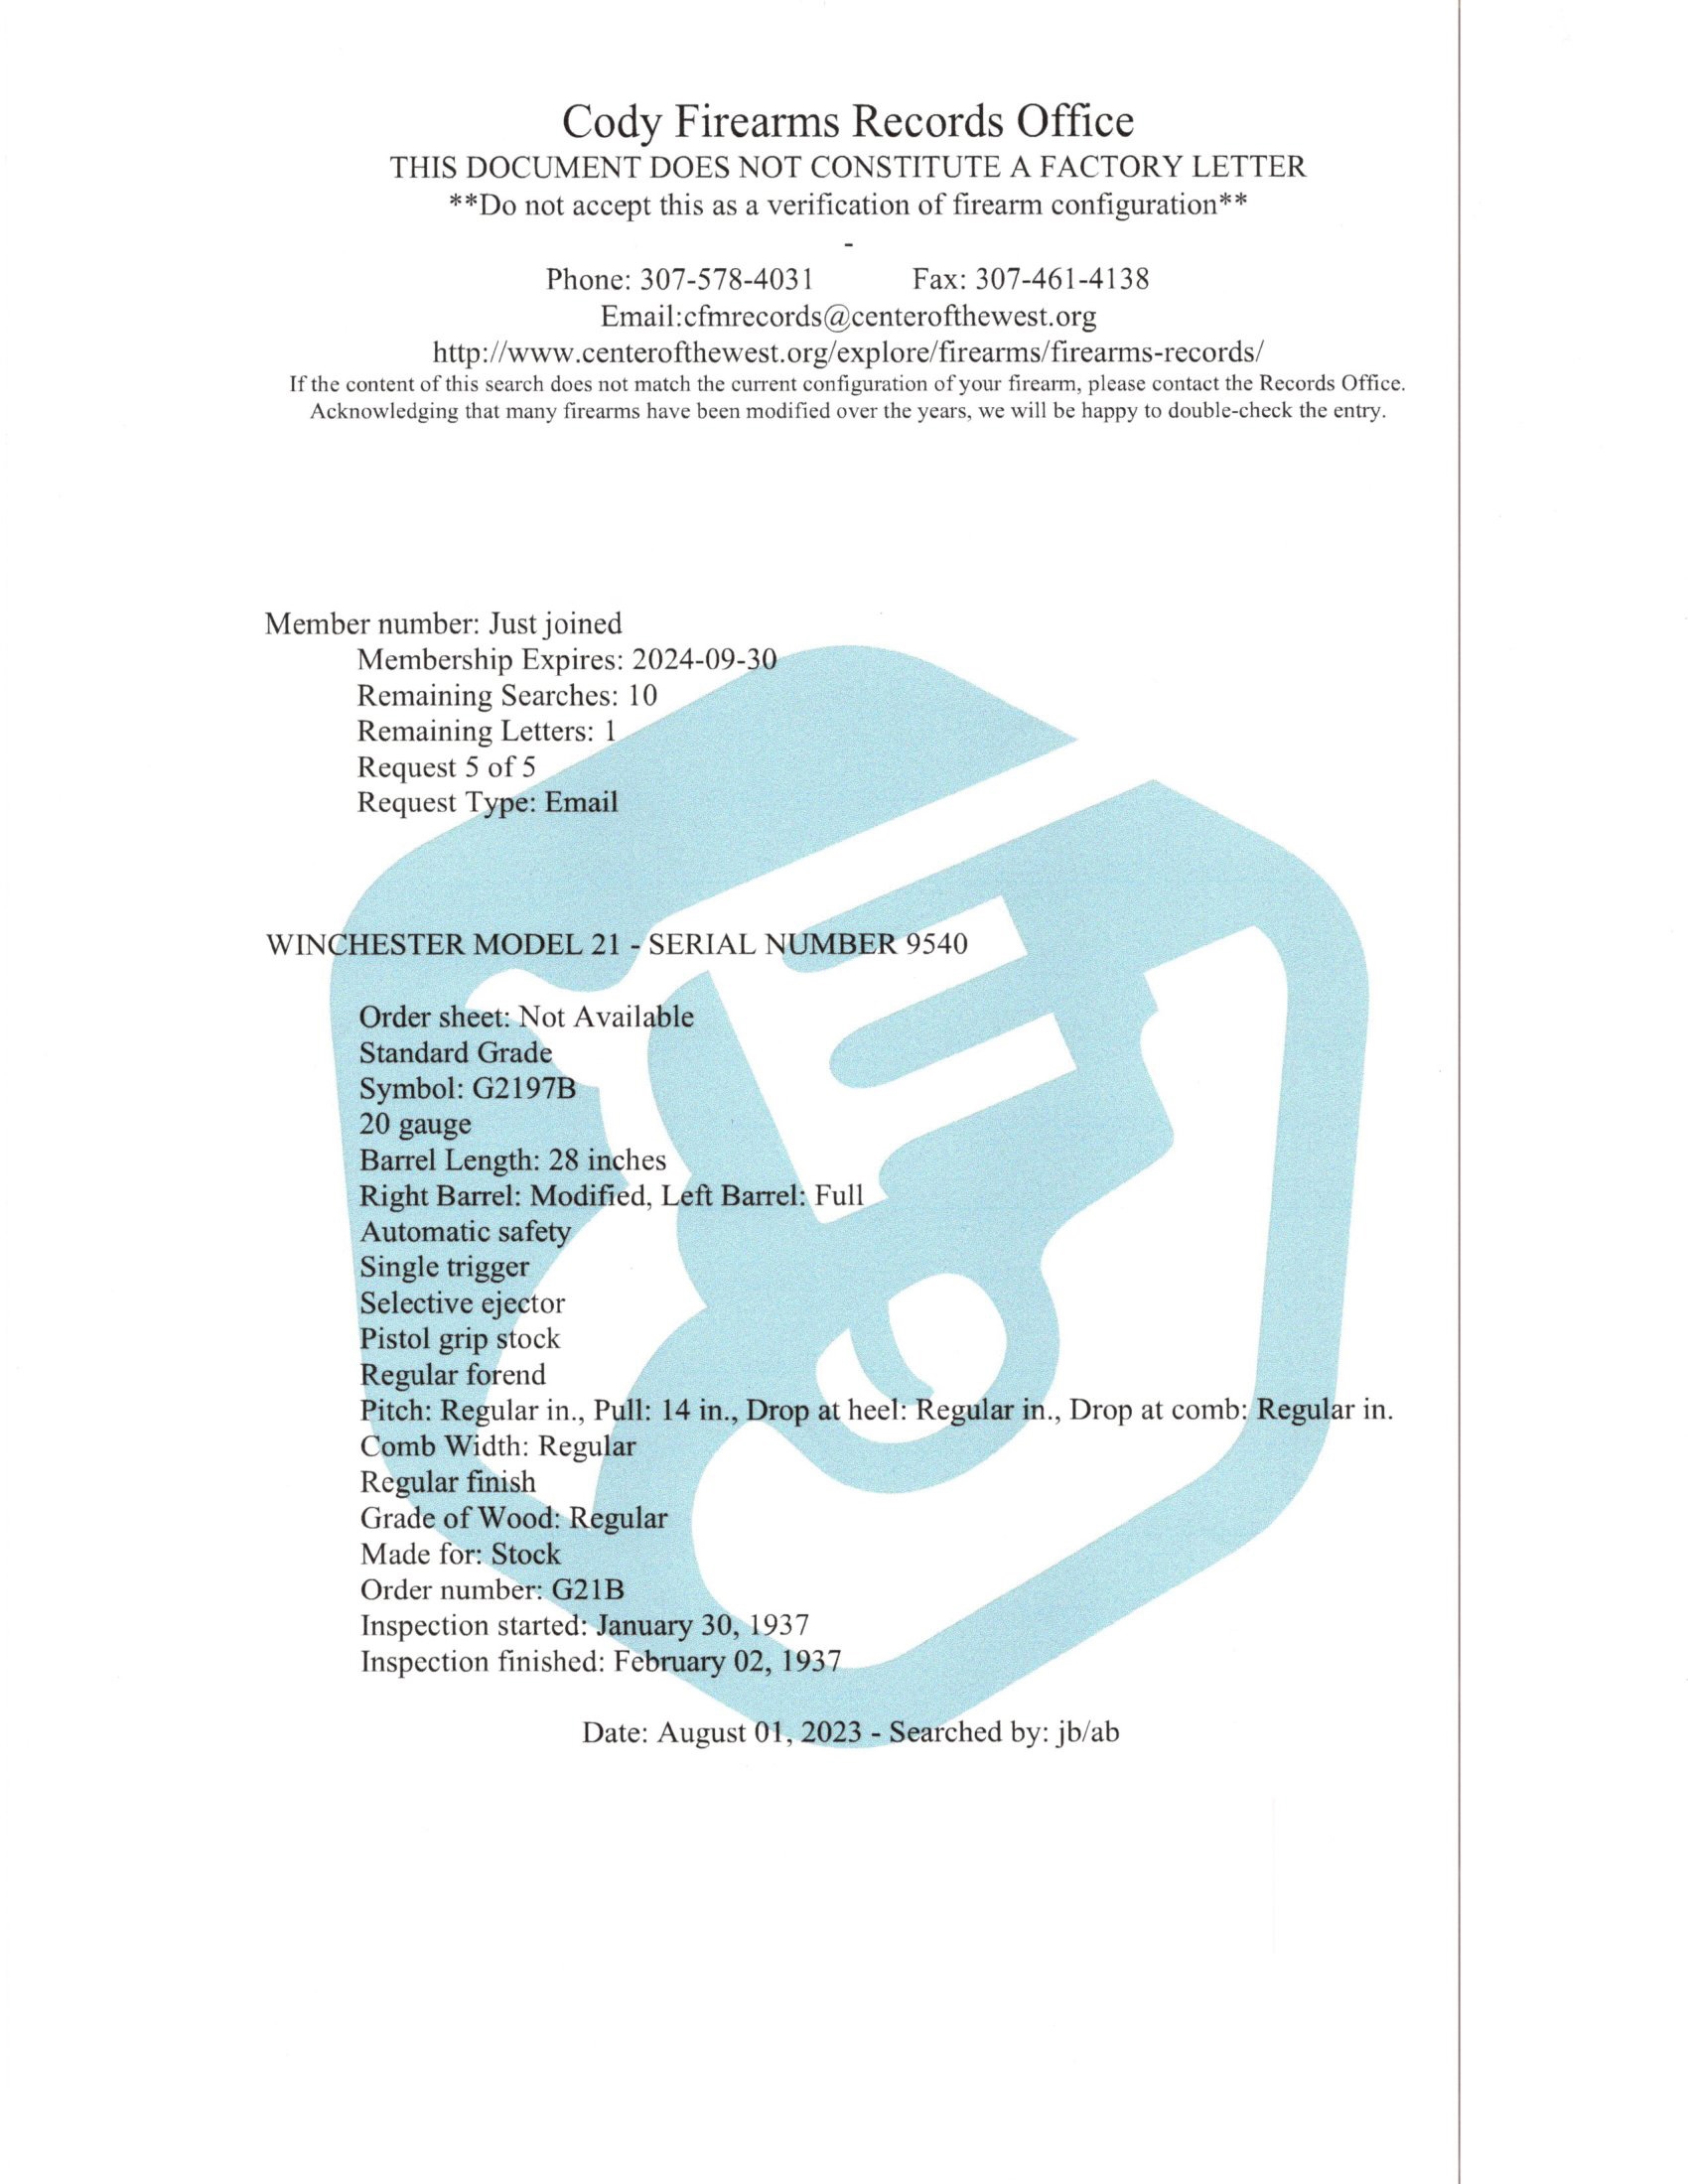 Cody Firearms Records Office
THIS DOCUMENT DOES NOT CONSTITUTE A FACTORY LETTER
**Do not accept this as a verification of firearm configuration**
-
Phone: 307-578-4031 Fax: 307-461-4138
Email:cfmrecords@centerofthewest.org
http://www.centerofthewest.org/explore/firearms/firearms-records/
If the content of this search does not match the current configuration of your firearm, please contact the Records Office.
Acknowledging that many firearms have been modified over the years, we will be happy to double-check the entry.
Member number: Just joined
Membership Expires: 2024-09-30
Remaining Searches: 10
Remaining Letters: 1
Request 5 of 5
Request Type: Email
WINCHESTER MODEL 21 - SERIAL NUMBER 9540
Order sheet: Not Available
Standard Grade
Symbol: G2197B
20 gauge
Barrel Length: 28 inches
Right Barrel: Modified, Left Barrel: Full
Automatic safety
Single trigger
Selective ejector
Pistol grip stock
Regular forend
Pitch: Regular in., Pull: 14 in., Drop at heel: Regular in., Drop at comb: Regular in.
Comb Width: Regular
Regular finish
Grade of Wood: Regular
Made for: Stock
Order number: G21B
Inspection started: January 30, 1937
Inspection finished: February 02, 1937
Date: August 01, 2023 - Searched by: jb/ab